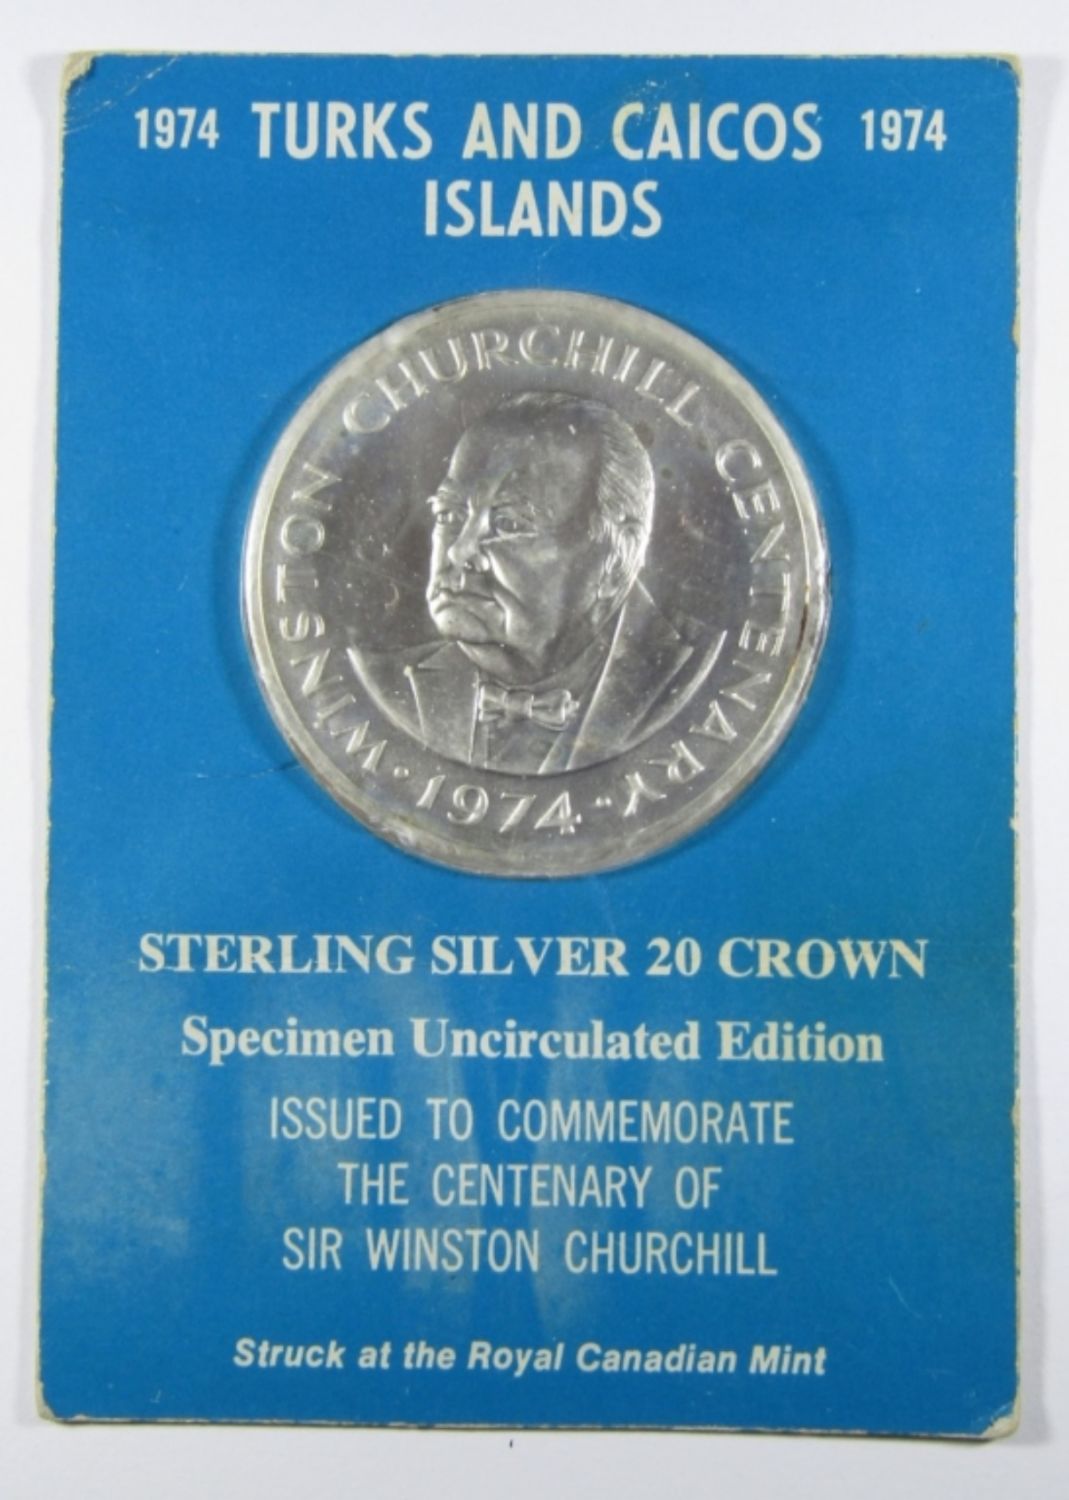 1974 TURKS AND CAICOS 1974
ISLANDS
WINSTON CHURCHILL CENTENARY
· 1974 ·
STERLING SILVER 20 CROWN
Specimen Uncirculated Edition
ISSUED TO COMMEMORATE
THE CENTENARY OF
SIR WINSTON CHURCHILL
Struck at the Royal Canadian Mint